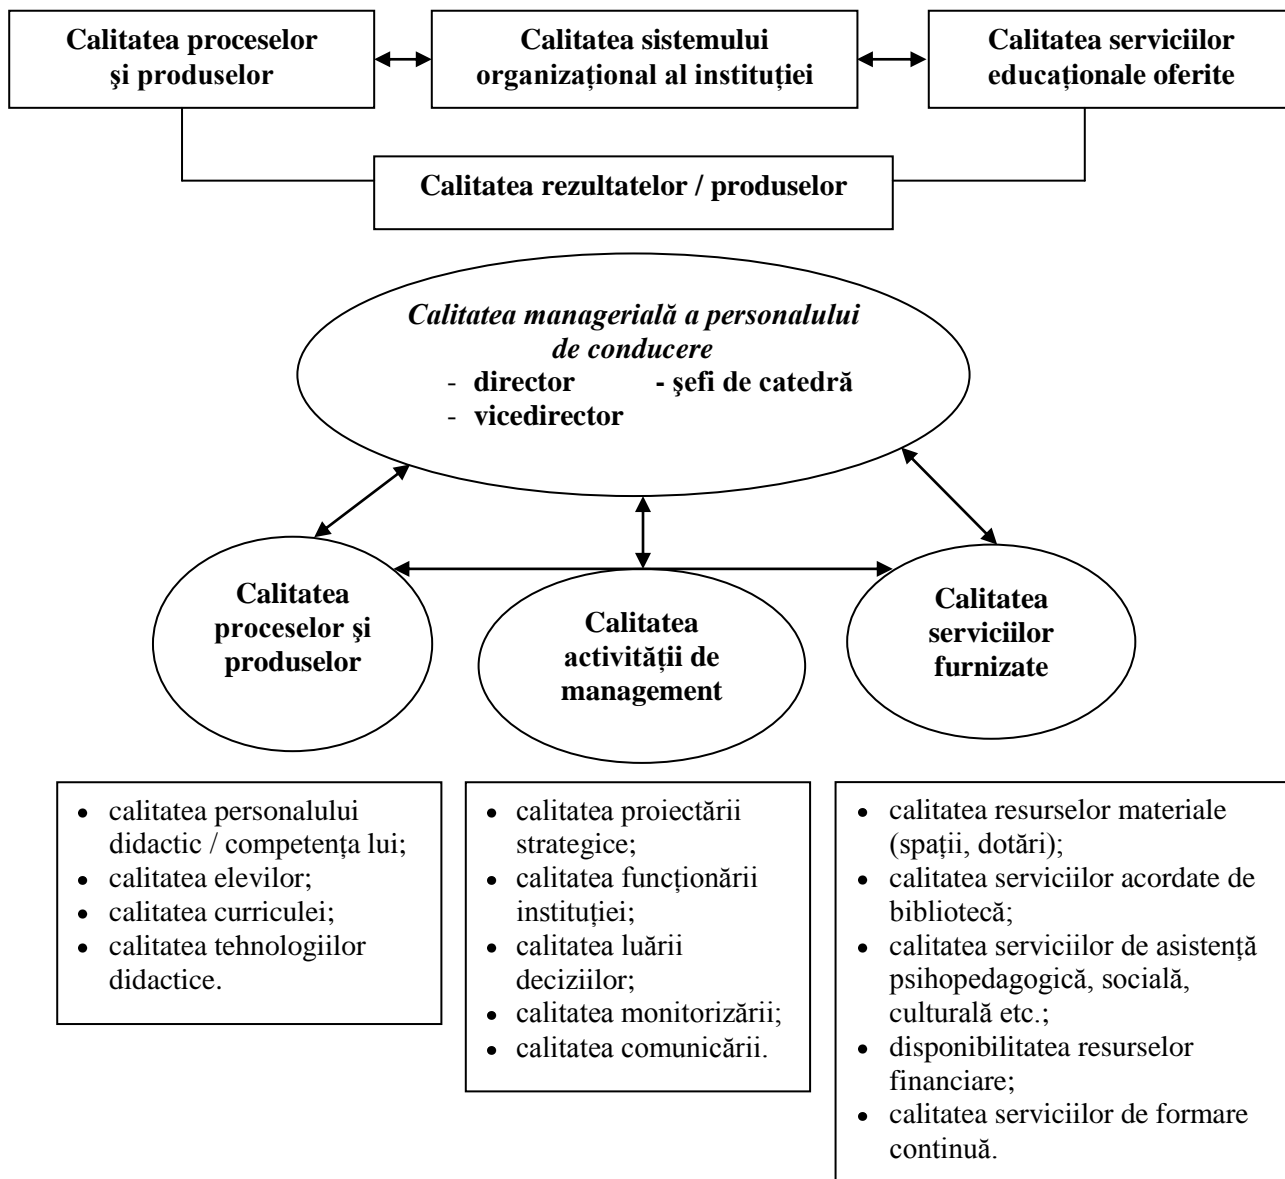 Calitatea proceselor
şi produselor
Calitatea sistemului
organizațional al instituției
Calitatea serviciilor
educaționale oferite
Calitatea rezultatelor / produselor
Calitatea managerială a personalului
de conducere
- director - şefi de catedră
- vicedirector
Calitatea
proceselor şi
produselor
Calitatea
activității de
management
Calitatea
serviciilor
furnizate
• calitatea personalului
didactic / competența lui;
• calitatea elevilor;
• calitatea curriculei;
• calitatea tehnologiilor
didactice.
• calitatea proiectării
strategice;
• calitatea funcționării
instituției;
• calitatea luării
deciziilor;
• calitatea monitorizării;
• calitatea comunicării.
• calitatea resurselor materiale
(spații, dotări);
• calitatea serviciilor acordate de
bibliotecă;
• calitatea serviciilor de asistență
psihopedagogică, socială,
culturală etc.;
• disponibilitatea resurselor
financiare;
• calitatea serviciilor de formare
continuă.